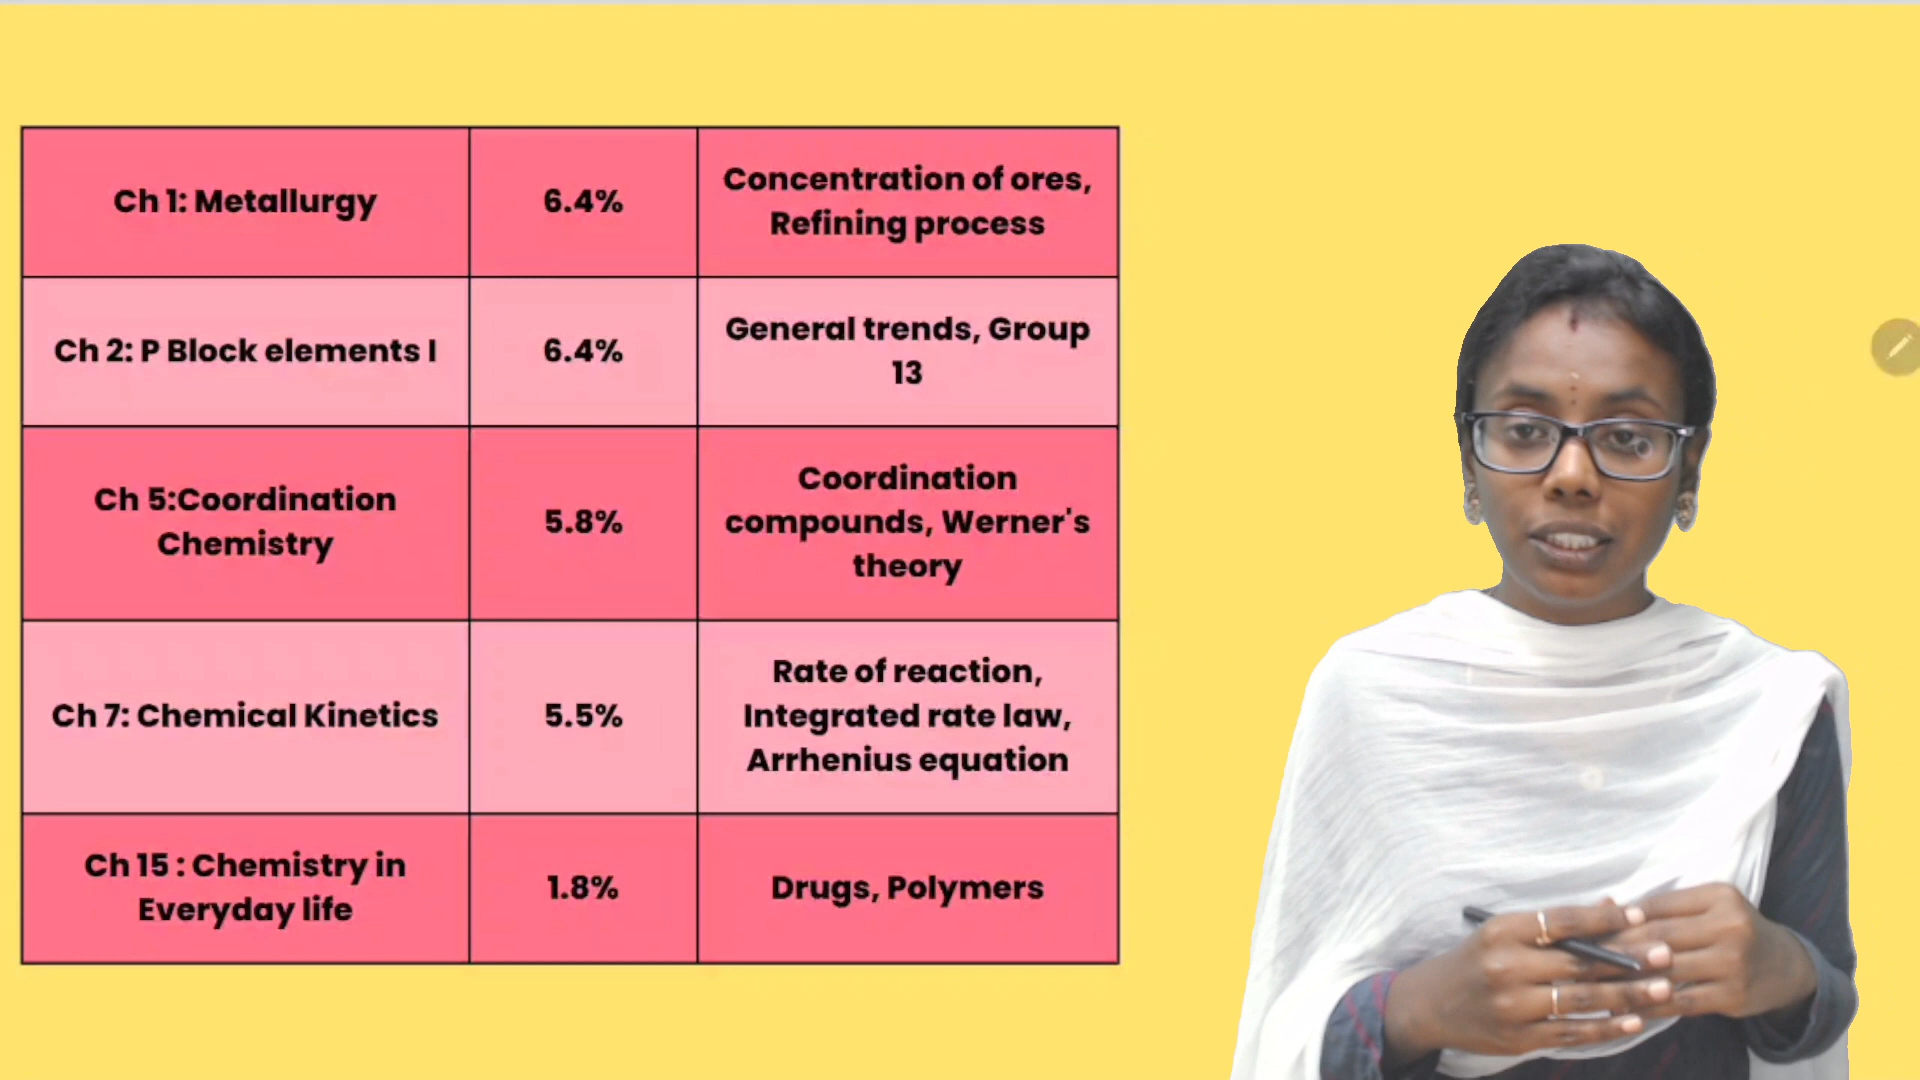 Ch 1: Metallurgy
6.4%
Concentration of ores,
Refining process
Ch 2: P Block elements I
6.4%
General trends, Group
13
Ch 5:Coordination
Chemistry
5.8%
Coordination
compounds, Werner's
theory
Ch 7: Chemical Kinetics
5.5%
Rate of reaction,
Integrated rate law,
Arrhenius equation
Ch 15 : Chemistry in
Everyday life
1.8%
Drugs, Polymers